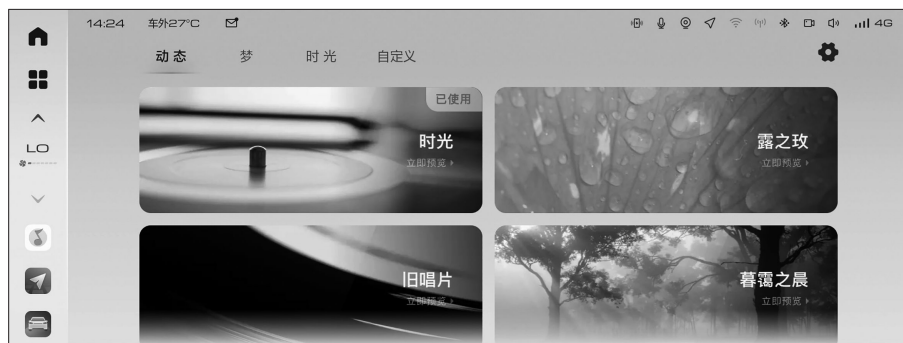 14:24 车外27°C 4G
动态 梦 时光 自定义
LO
已使用
时光
立即预览
露之玫
立即预览
旧唱片
立即预览
暮霭之晨
立即预览